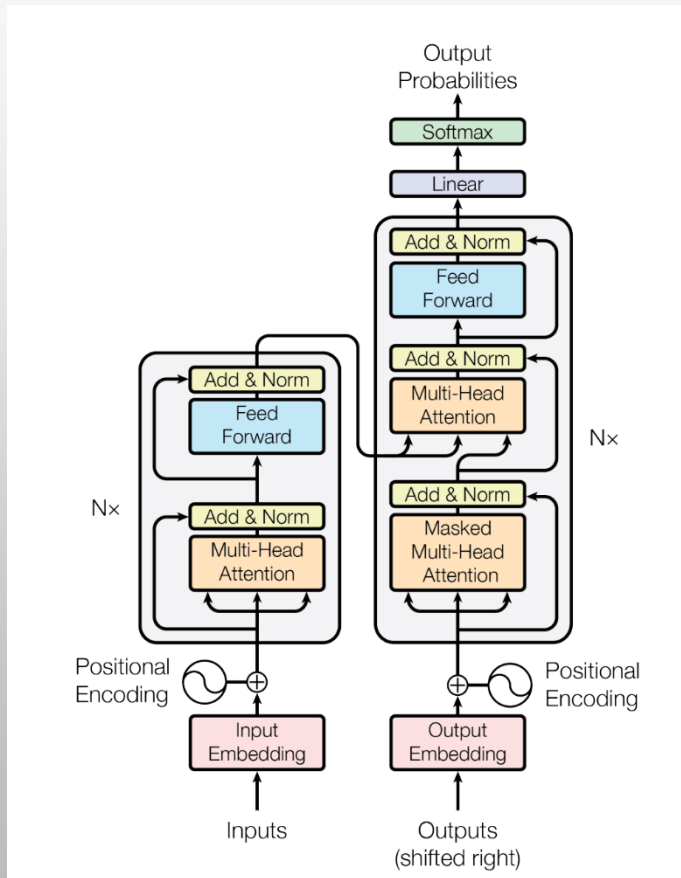 Output
Probabilities
Softmax
Linear
Add & Norm
Feed
Forward
Add & Norm
Multi-Head
Attention
Add & Norm
Masked
Multi-Head
Attention
Nx
Add & Norm
Feed
Forward
Add & Norm
Multi-Head
Attention
Nx
Positional
Encoding
Positional
Encoding
Input
Embedding
Output
Embedding
Inputs
Outputs
(shifted right)